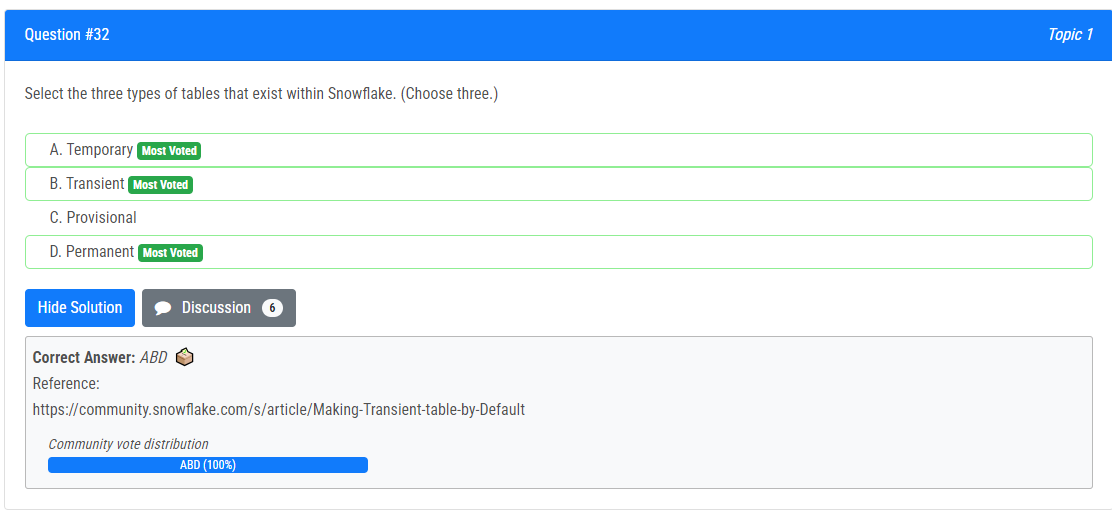 Question #32
Topic 1
Select the three types of tables that exist within Snowflake. (Choose three.)
A. Temporary Most Voted
B. Transient Most Voted
C. Provisional
D. Permanent Most Voted
Hide Solution
Discussion 6
Correct Answer: ABD
Reference:
https://community.snowflake.com/s/article/Making-Transient-table-by-Default
Community vote distribution
ABD (100%)